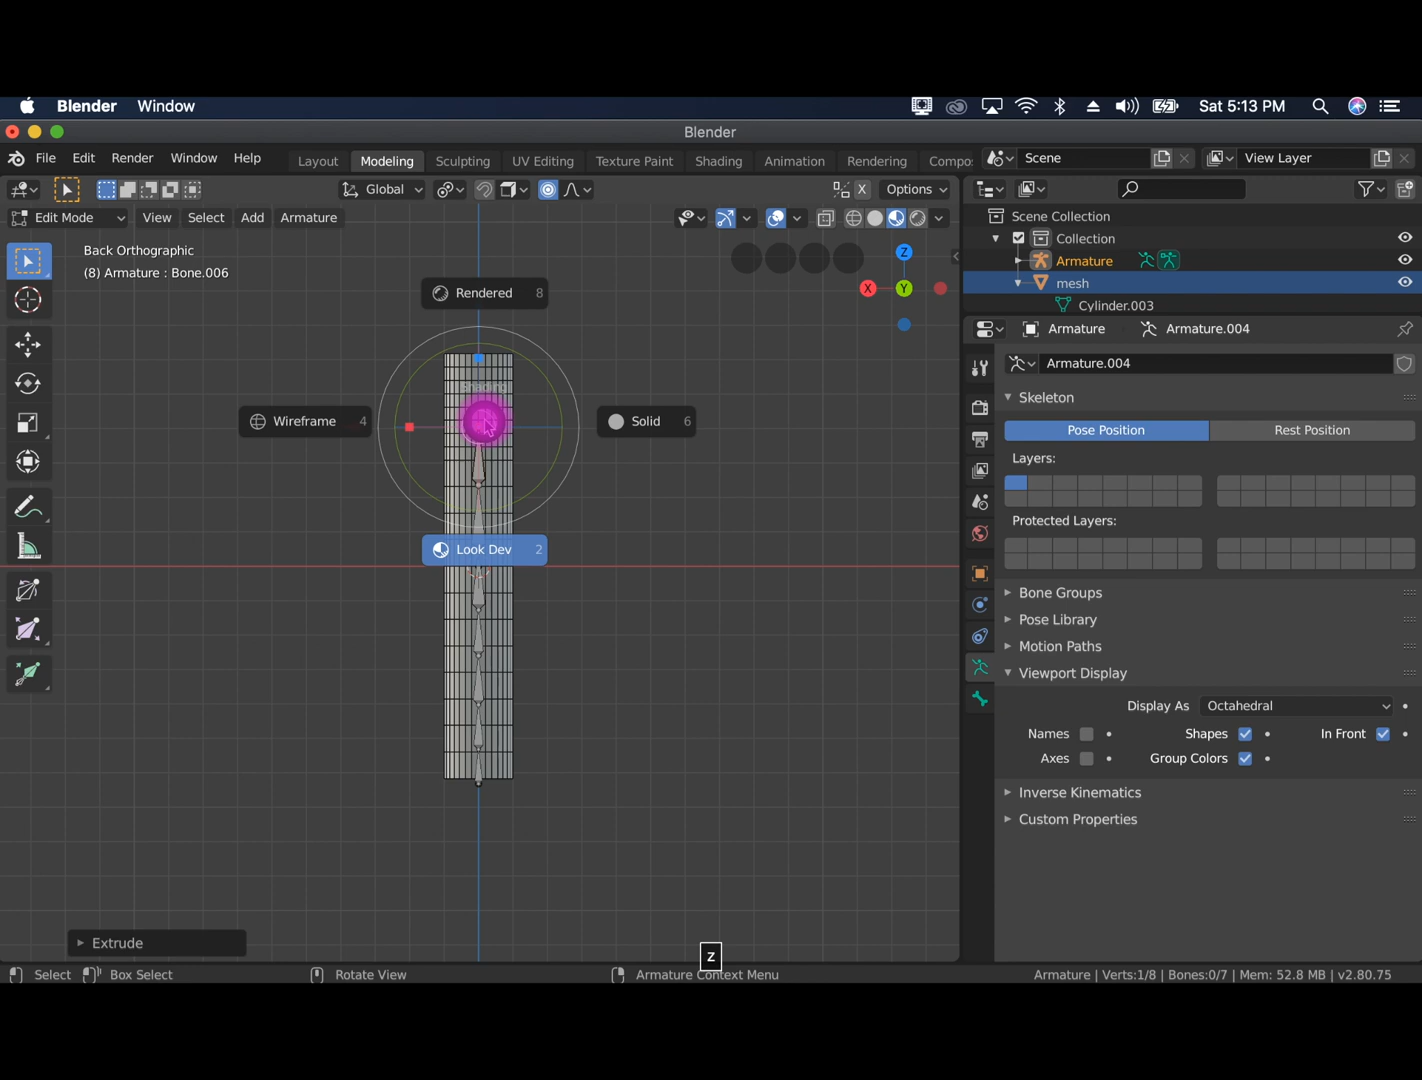 Blender Window Sat 5:13 PM
Blender
File Edit Render Window Help Layout Modeling Sculpting UV Editing Texture Paint Shading Animation Rendering Compo Scene View Layer
Global X Options
Edit Mode View Select Add Armature
Scene Collection
Collection
Armature
mesh
Cylinder.003
Back Orthographic
(8) Armature : Bone.006
Z
X Y
Rendered 8
Shading
Wireframe 4
Solid 6
Look Dev 2
Armature Armature.004
Armature.004
Skeleton
Pose Position Rest Position
Layers:
Protected Layers:
Bone Groups
Pose Library
Motion Paths
Viewport Display
Display As Octahedral
Names Shapes In Front
Axes Group Colors
Inverse Kinematics
Custom Properties
Extrude
z
Select Box Select Rotate View Armature Context Menu Armature | Verts:1/8 | Bones:0/7 | Mem: 52.8 MB | v2.80.75